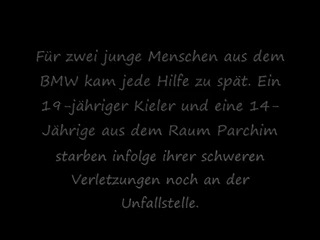 Für zwei junge Menschen aus dem
BMW kam jede Hilfe zu spät. Ein
19-jähriger Kieler und eine 14-
Jährige aus dem Raum Parchim
starben infolge ihrer schweren
Verletzungen noch an der
Unfallstelle.